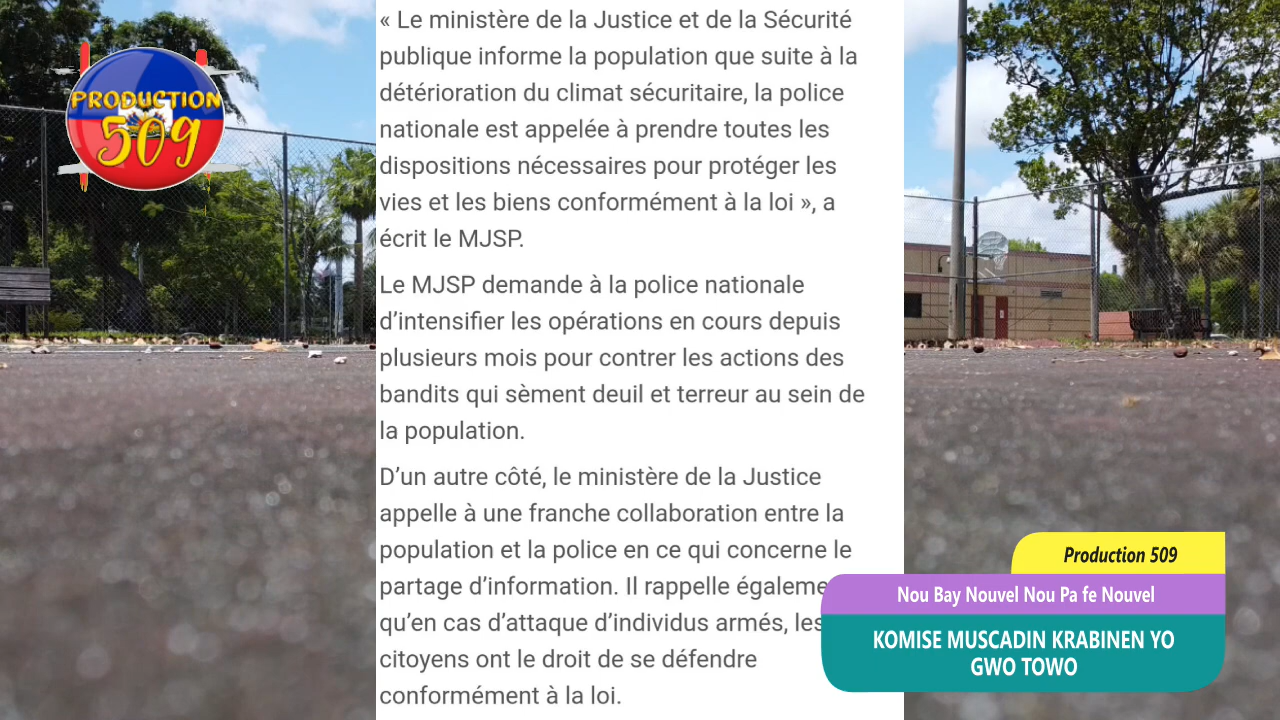 PRODUCTION
509
« Le ministère de la Justice et de la Sécurité
publique informe la population que suite à la
détérioration du climat sécuritaire, la police
nationale est appelée à prendre toutes les
dispositions nécessaires pour protéger les
vies et les biens conformément à la loi », a
écrit le MJSP.
Le MJSP demande à la police nationale
d’intensifier les opérations en cours depuis
plusieurs mois pour contrer les actions des
bandits qui sèment deuil et terreur au sein de
la population.
D’un autre côté, le ministère de la Justice
appelle à une franche collaboration entre la
population et la police en ce qui concerne le
partage d’information. Il rappelle égaleme
qu’en cas d’attaque d’individus armés, les
citoyens ont le droit de se défendre
conformément à la loi.
Production 509
Nou Bay Nouvel Nou Pa fe Nouvel
KOMISE MUSCADIN KRABINEN YO
GWO TOWO